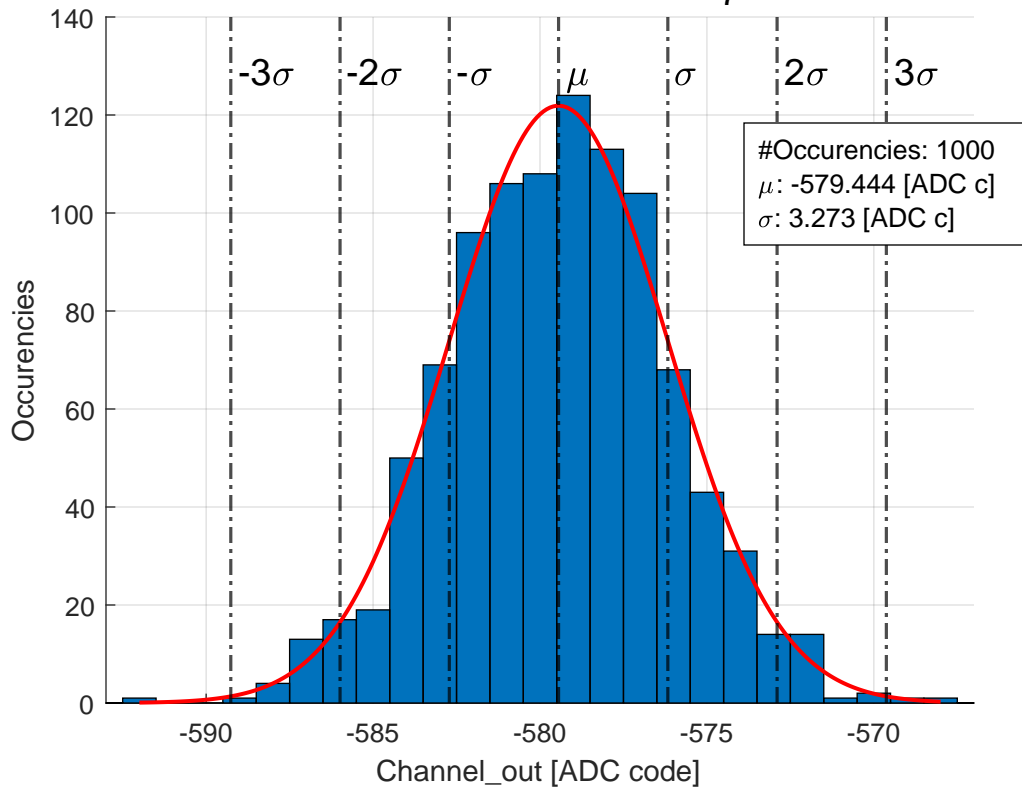 140
120
100
80
60
40
20
0
Occurencies
-3σ -2σ -σ μ σ 2σ 3σ
#Occurencies: 1000
μ: -579.444 [ADC c]
σ: 3.273 [ADC c]
-590 -585 -580 -575 -570
Channel_out [ADC code]